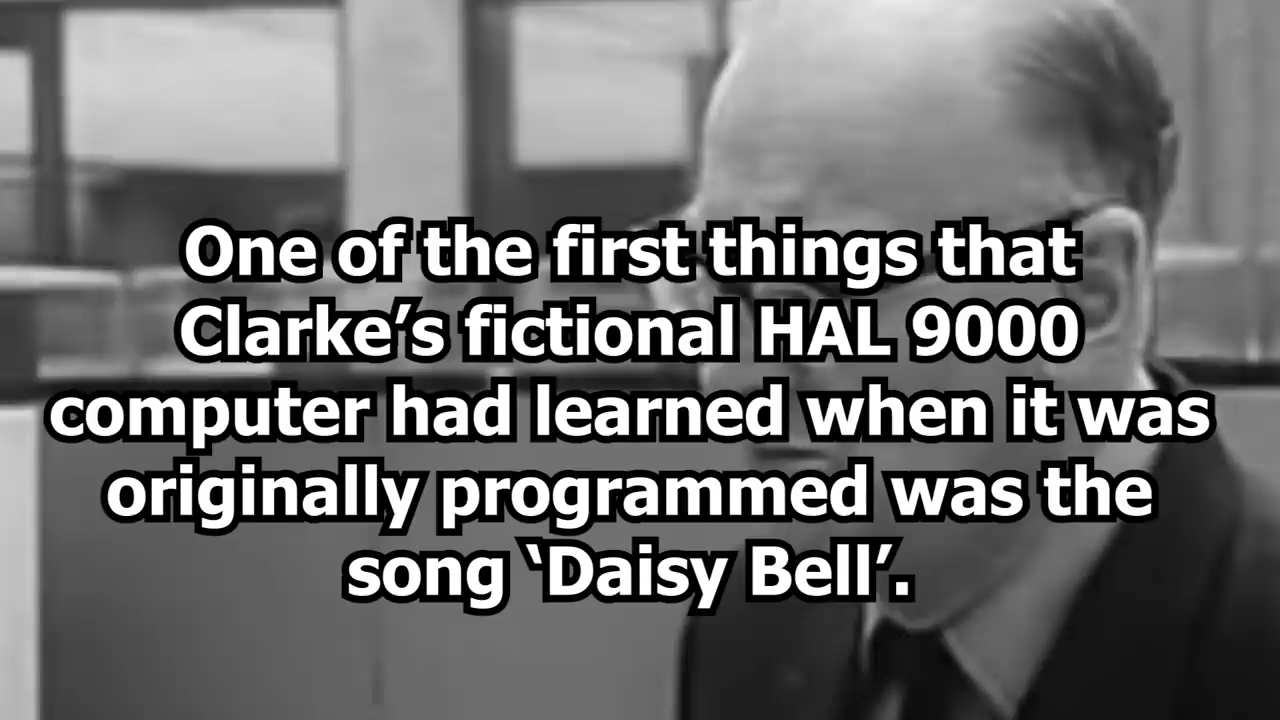 One of the first things that
Clarke’s fictional HAL 9000
computer had learned when it was
originally programmed was the
song ‘Daisy Bell’.